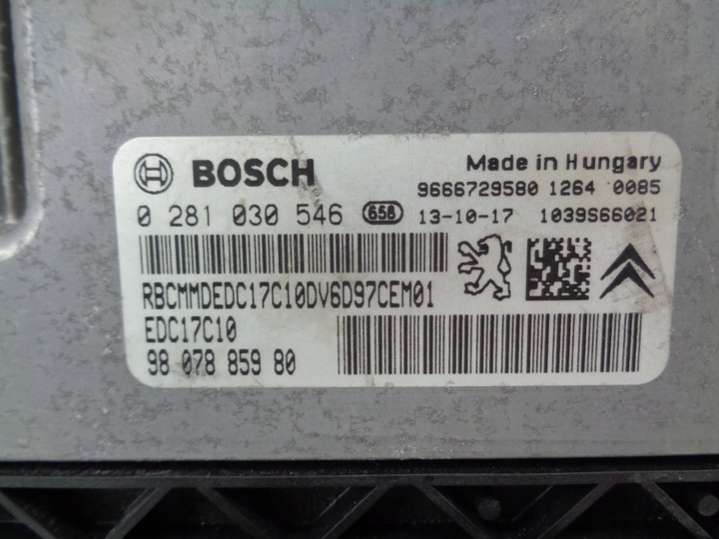 BOSCH Made in Hungary
9666729580 1264 0085
0 281 030 546 658 13-10-17 1039S66021
RBCMMDEDC17C10DV6D97CEM01
EDC17C10
98 078 859 80